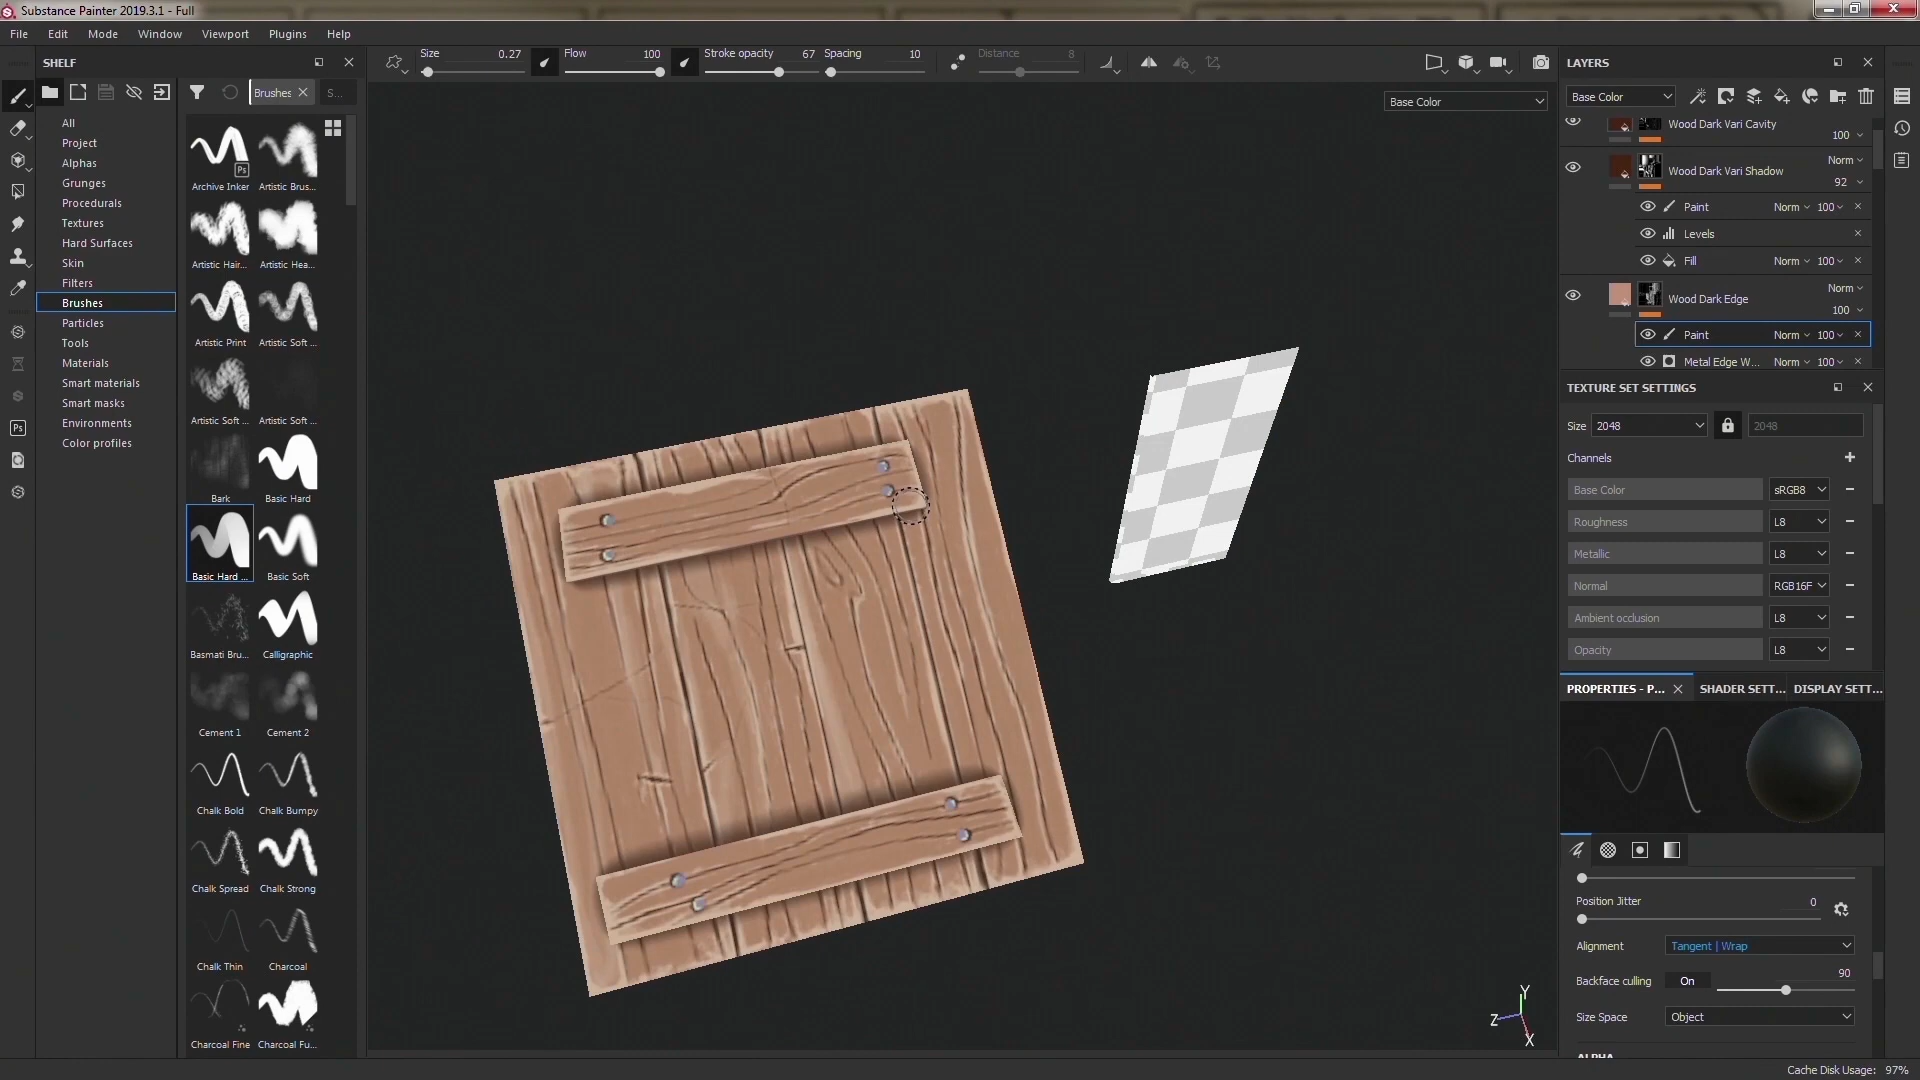 Substance Painter 2019.3.1 - Full
File Edit Mode Window Viewport Plugins Help
SHELF
Size 0.27 Flow 100 Stroke opacity 67 Spacing 10 Distance 8
Brushes S...
All
Project
Alphas
Grunges
Procedurals
Textures
Hard Surfaces
Skin
Filters
Brushes
Particles
Tools
Materials
Smart materials
Smart masks
Environments
Color profiles
Ps
Ps
Archive Inker Artistic Brus...
Artistic Hair... Artistic Hea...
Artistic Print Artistic Soft ...
Artistic Soft ... Artistic Soft ...
Bark Basic Hard
Basic Hard ... Basic Soft
Basmati Bru... Calligraphic
Cement 1 Cement 2
Chalk Bold Chalk Bumpy
Chalk Spread Chalk Strong
Chalk Thin Charcoal
Charcoal Fine Charcoal Fu...
Base Color
Y
Z
X
LAYERS
Base Color
Wood Dark Vari Cavity
100
Norm
Wood Dark Vari Shadow
92
Paint Norm 100
Levels
Fill Norm 100
Norm
Wood Dark Edge
100
Paint Norm 100
Metal Edge W... Norm 100
TEXTURE SET SETTINGS
Size 2048 2048
Channels
Base Color sRGB8
Roughness L8
Metallic L8
Normal RGB16F
Ambient occlusion L8
Opacity L8
PROPERTIES - P... SHADER SETT... DISPLAY SETT...
Position Jitter 0
Alignment Tangent | Wrap
Backface culling On 90
Size Space Object
ALPHA
Cache Disk Usage: 97%